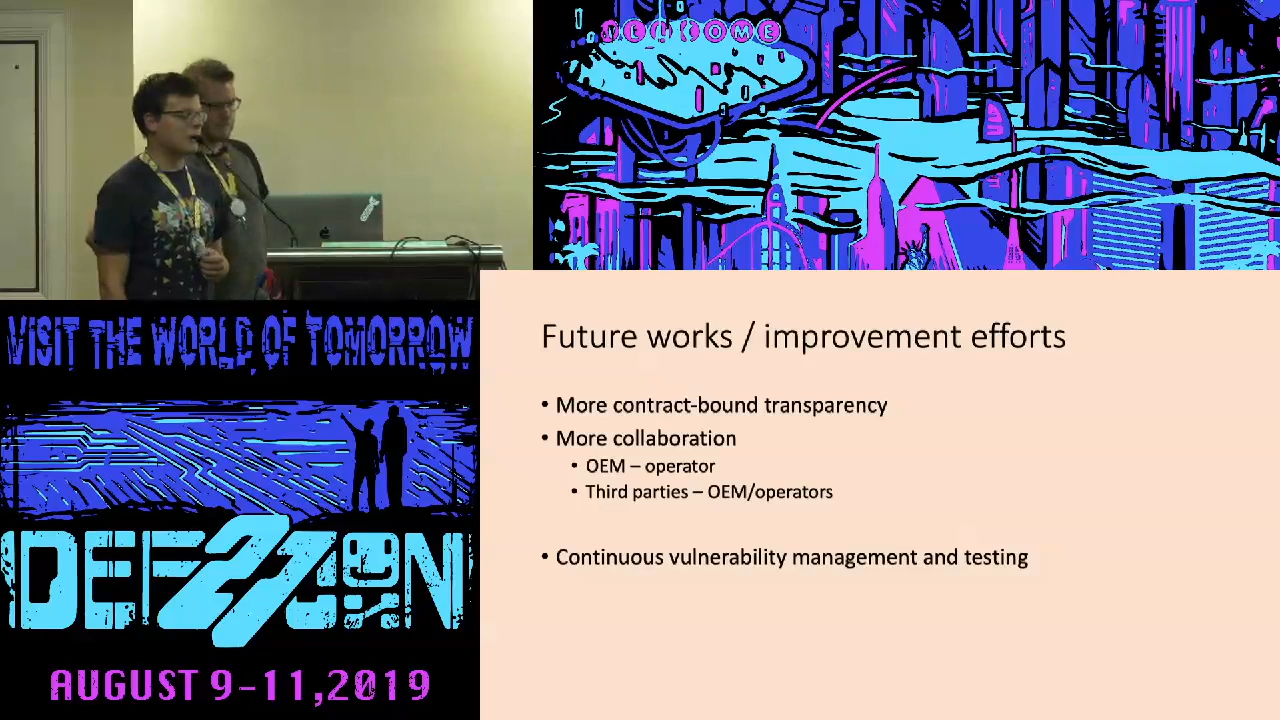 WELCOME
VISIT THE WORLD OF TOMORROW
DEF CON
27
AUGUST 9-11,2019
Future works / improvement efforts
• More contract-bound transparency
• More collaboration
• OEM – operator
• Third parties – OEM/operators
• Continuous vulnerability management and testing